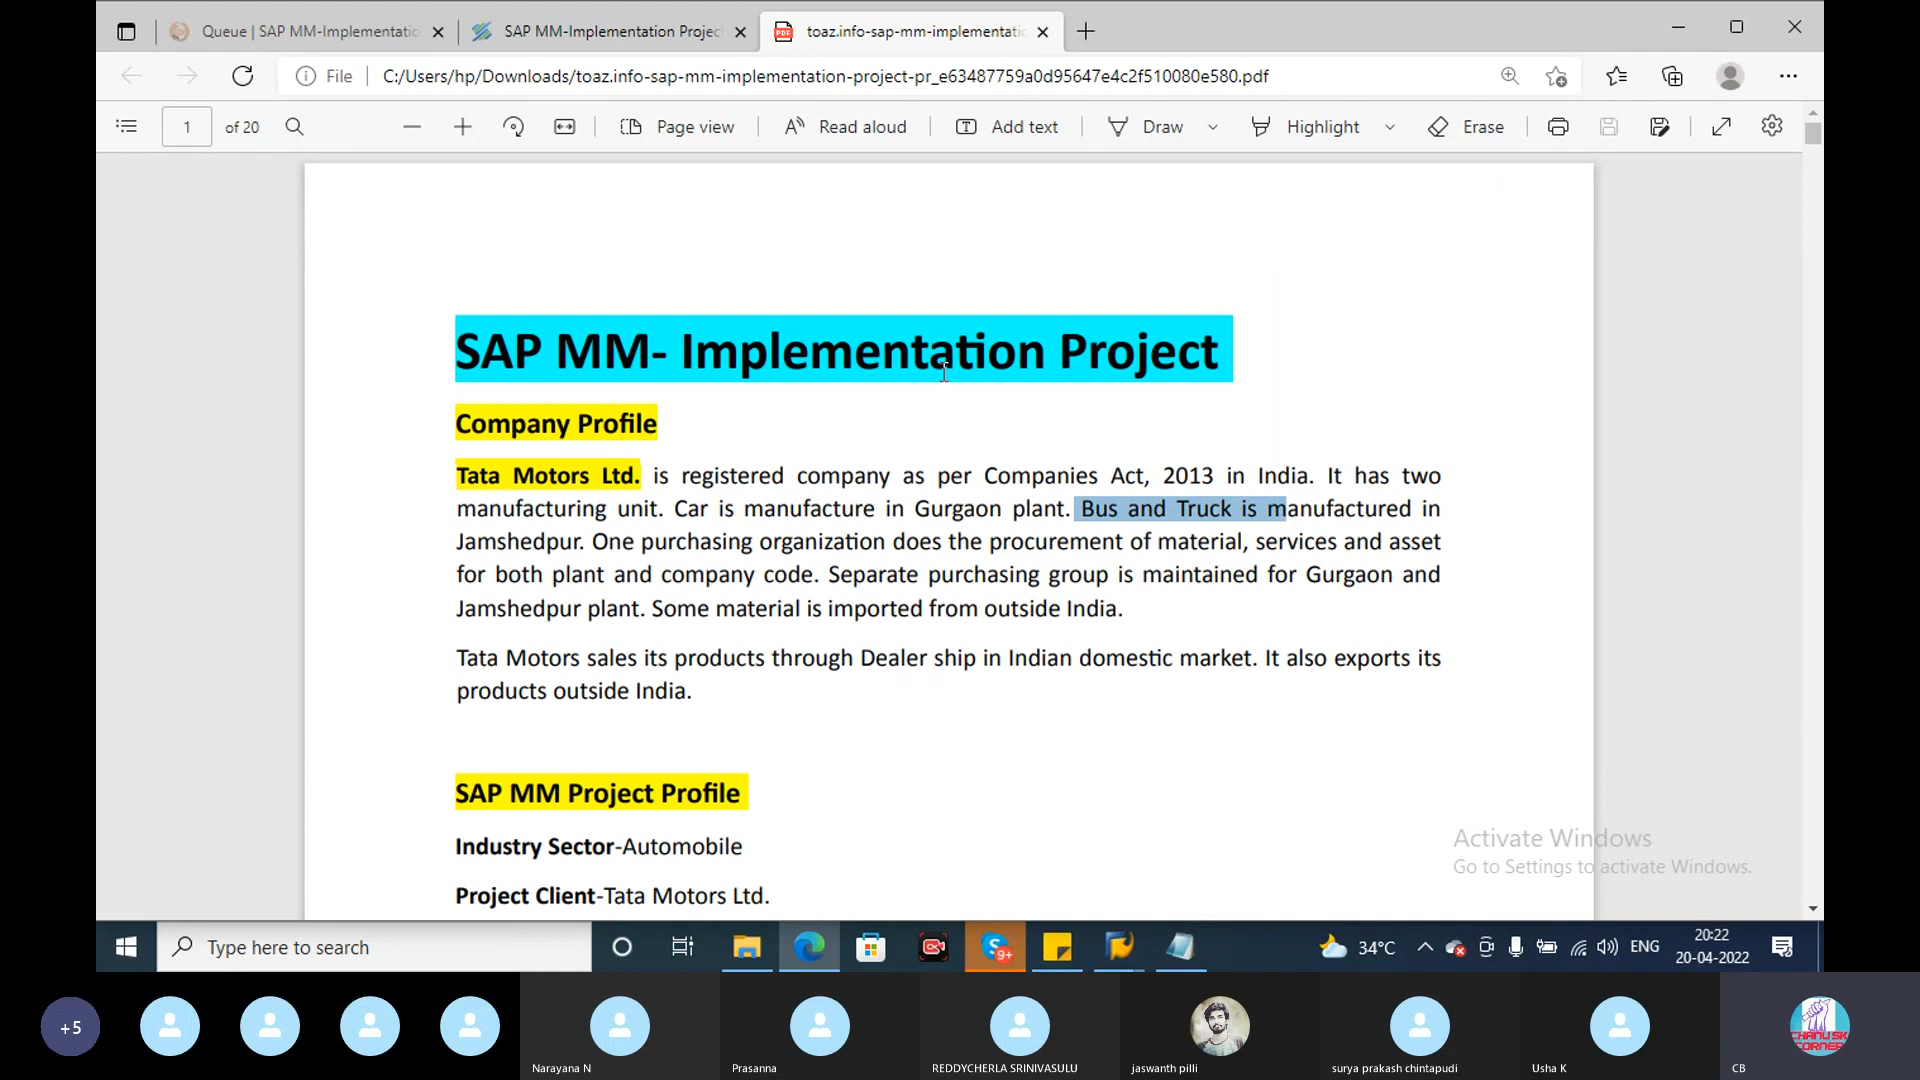 Queue | SAP MM-Implementatio
SAP MM-Implementation Projec
toaz.info-sap-mm-implementati
File
C:/Users/hp/Downloads/toaz.info-sap-mm-implementation-project-pr_e63487759a0d95647e4c2f510080e580.pdf
1 of 20
Page view
Read aloud
Add text
Draw
Highlight
Erase
SAP MM- Implementation Project
Company Profile
Tata Motors Ltd. is registered company as per Companies Act, 2013 in India. It has two
manufacturing unit. Car is manufacture in Gurgaon plant. Bus and Truck is manufactured in
Jamshedpur. One purchasing organization does the procurement of material, services and asset
for both plant and company code. Separate purchasing group is maintained for Gurgaon and
Jamshedpur plant. Some material is imported from outside India.
Tata Motors sales its products through Dealer ship in Indian domestic market. It also exports its
products outside India.
SAP MM Project Profile
Industry Sector-Automobile
Project Client-Tata Motors Ltd.
Activate Windows
Go to Settings to activate Windows.
Type here to search
9+
34°C
ENG
20:22
20-04-2022
+5
Narayana N
Prasanna
REDDYCHERLA SRINIVASULU
jaswanth pilli
surya prakash chintapudi
Usha K
CHANU SK
CORNER
CB